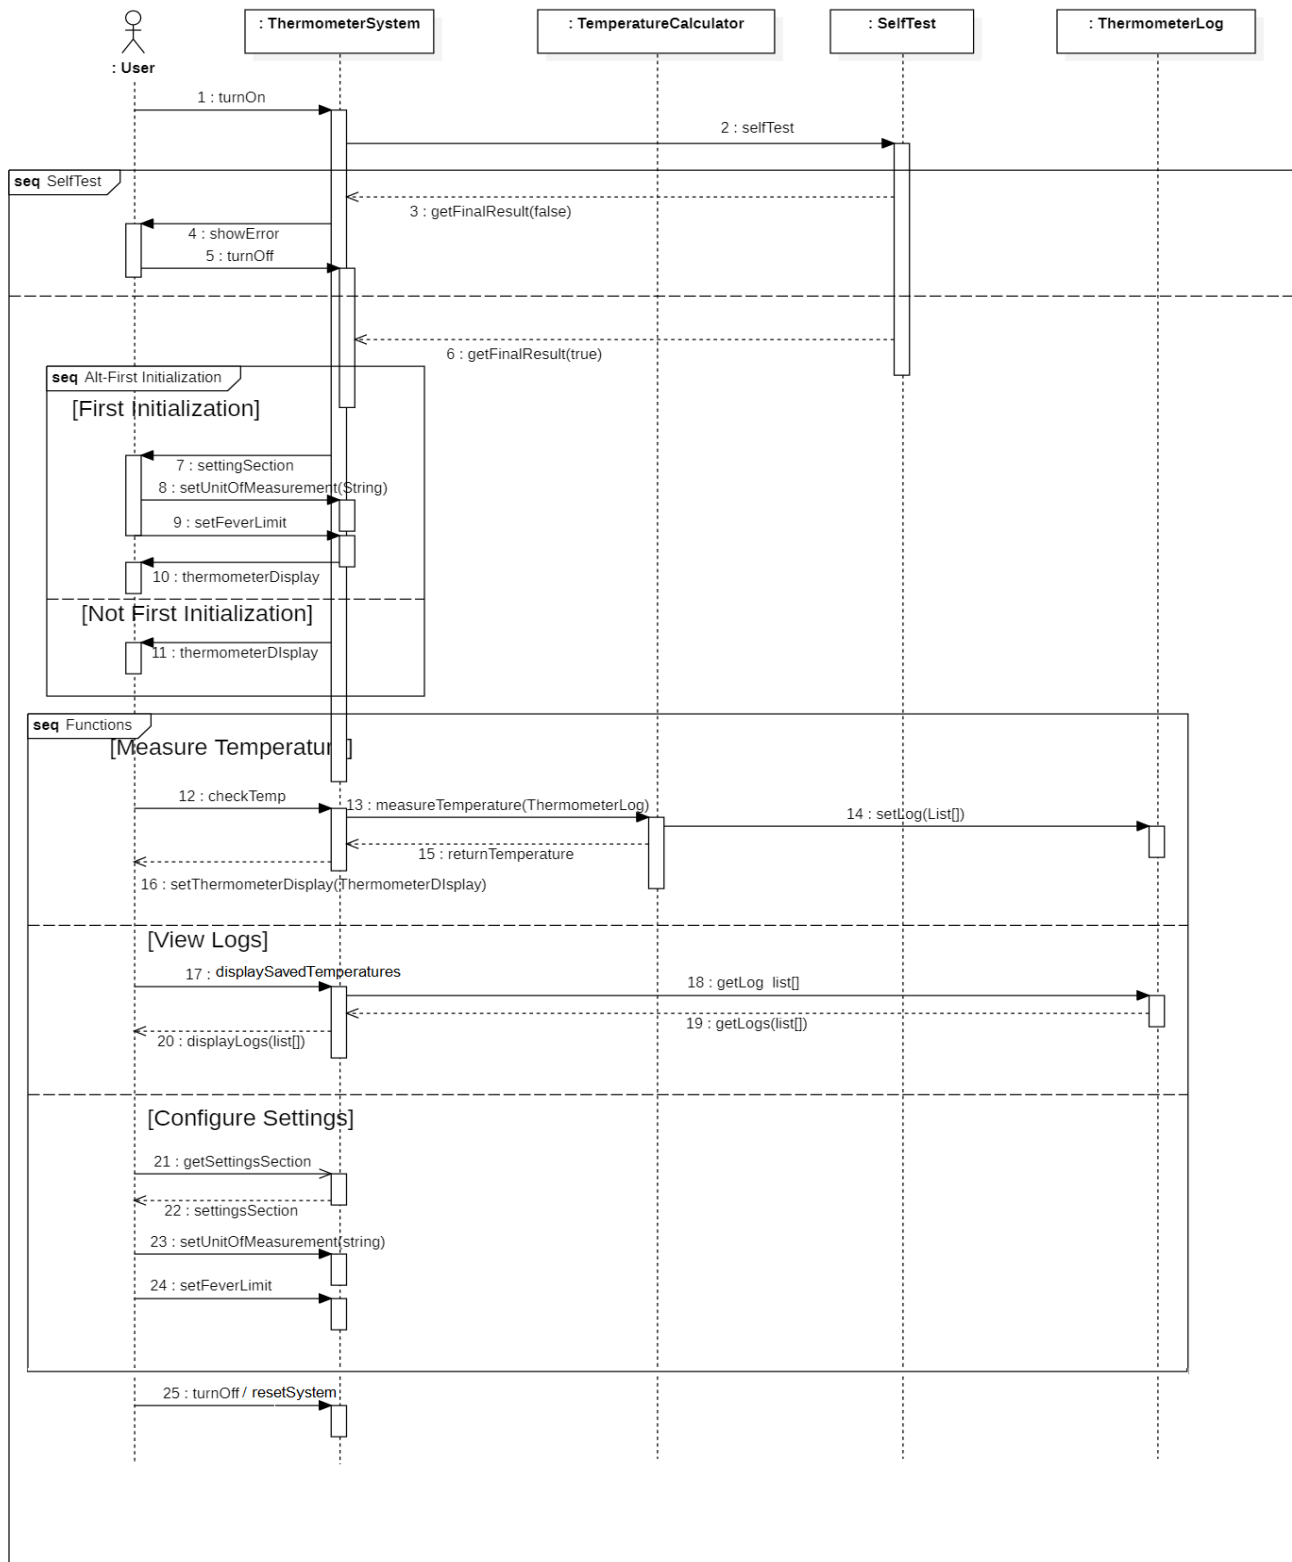 : User
: ThermometerSystem
: TemperatureCalculator
: SelfTest
: ThermometerLog
1 : turnOn
2 : selfTest
seq SelfTest
3 : getFinalResult(false)
4 : showError
5 : turnOff
6 : getFinalResult(true)
seq Alt-First Initialization
[First Initialization]
7 : settingSection
8 : setUnitOfMeasurement(String)
9 : setFeverLimit
10 : thermometerDisplay
[Not First Initialization]
11 : thermometerDIsplay
seq Functions
[Measure Temperature]
12 : checkTemp
13 : measureTemperature(ThermometerLog)
14 : setLog(List[])
15 : returnTemperature
16 : setThermometerDisplay(ThermometerDIsplay)
[View Logs]
17 : displaySavedTemperatures
18 : getLog list[]
19 : getLogs(list[])
20 : displayLogs(list[])
[Configure Settings]
21 : getSettingsSection
22 : settingsSection
23 : setUnitOfMeasurement(string)
24 : setFeverLimit
25 : turnOff / resetSystem